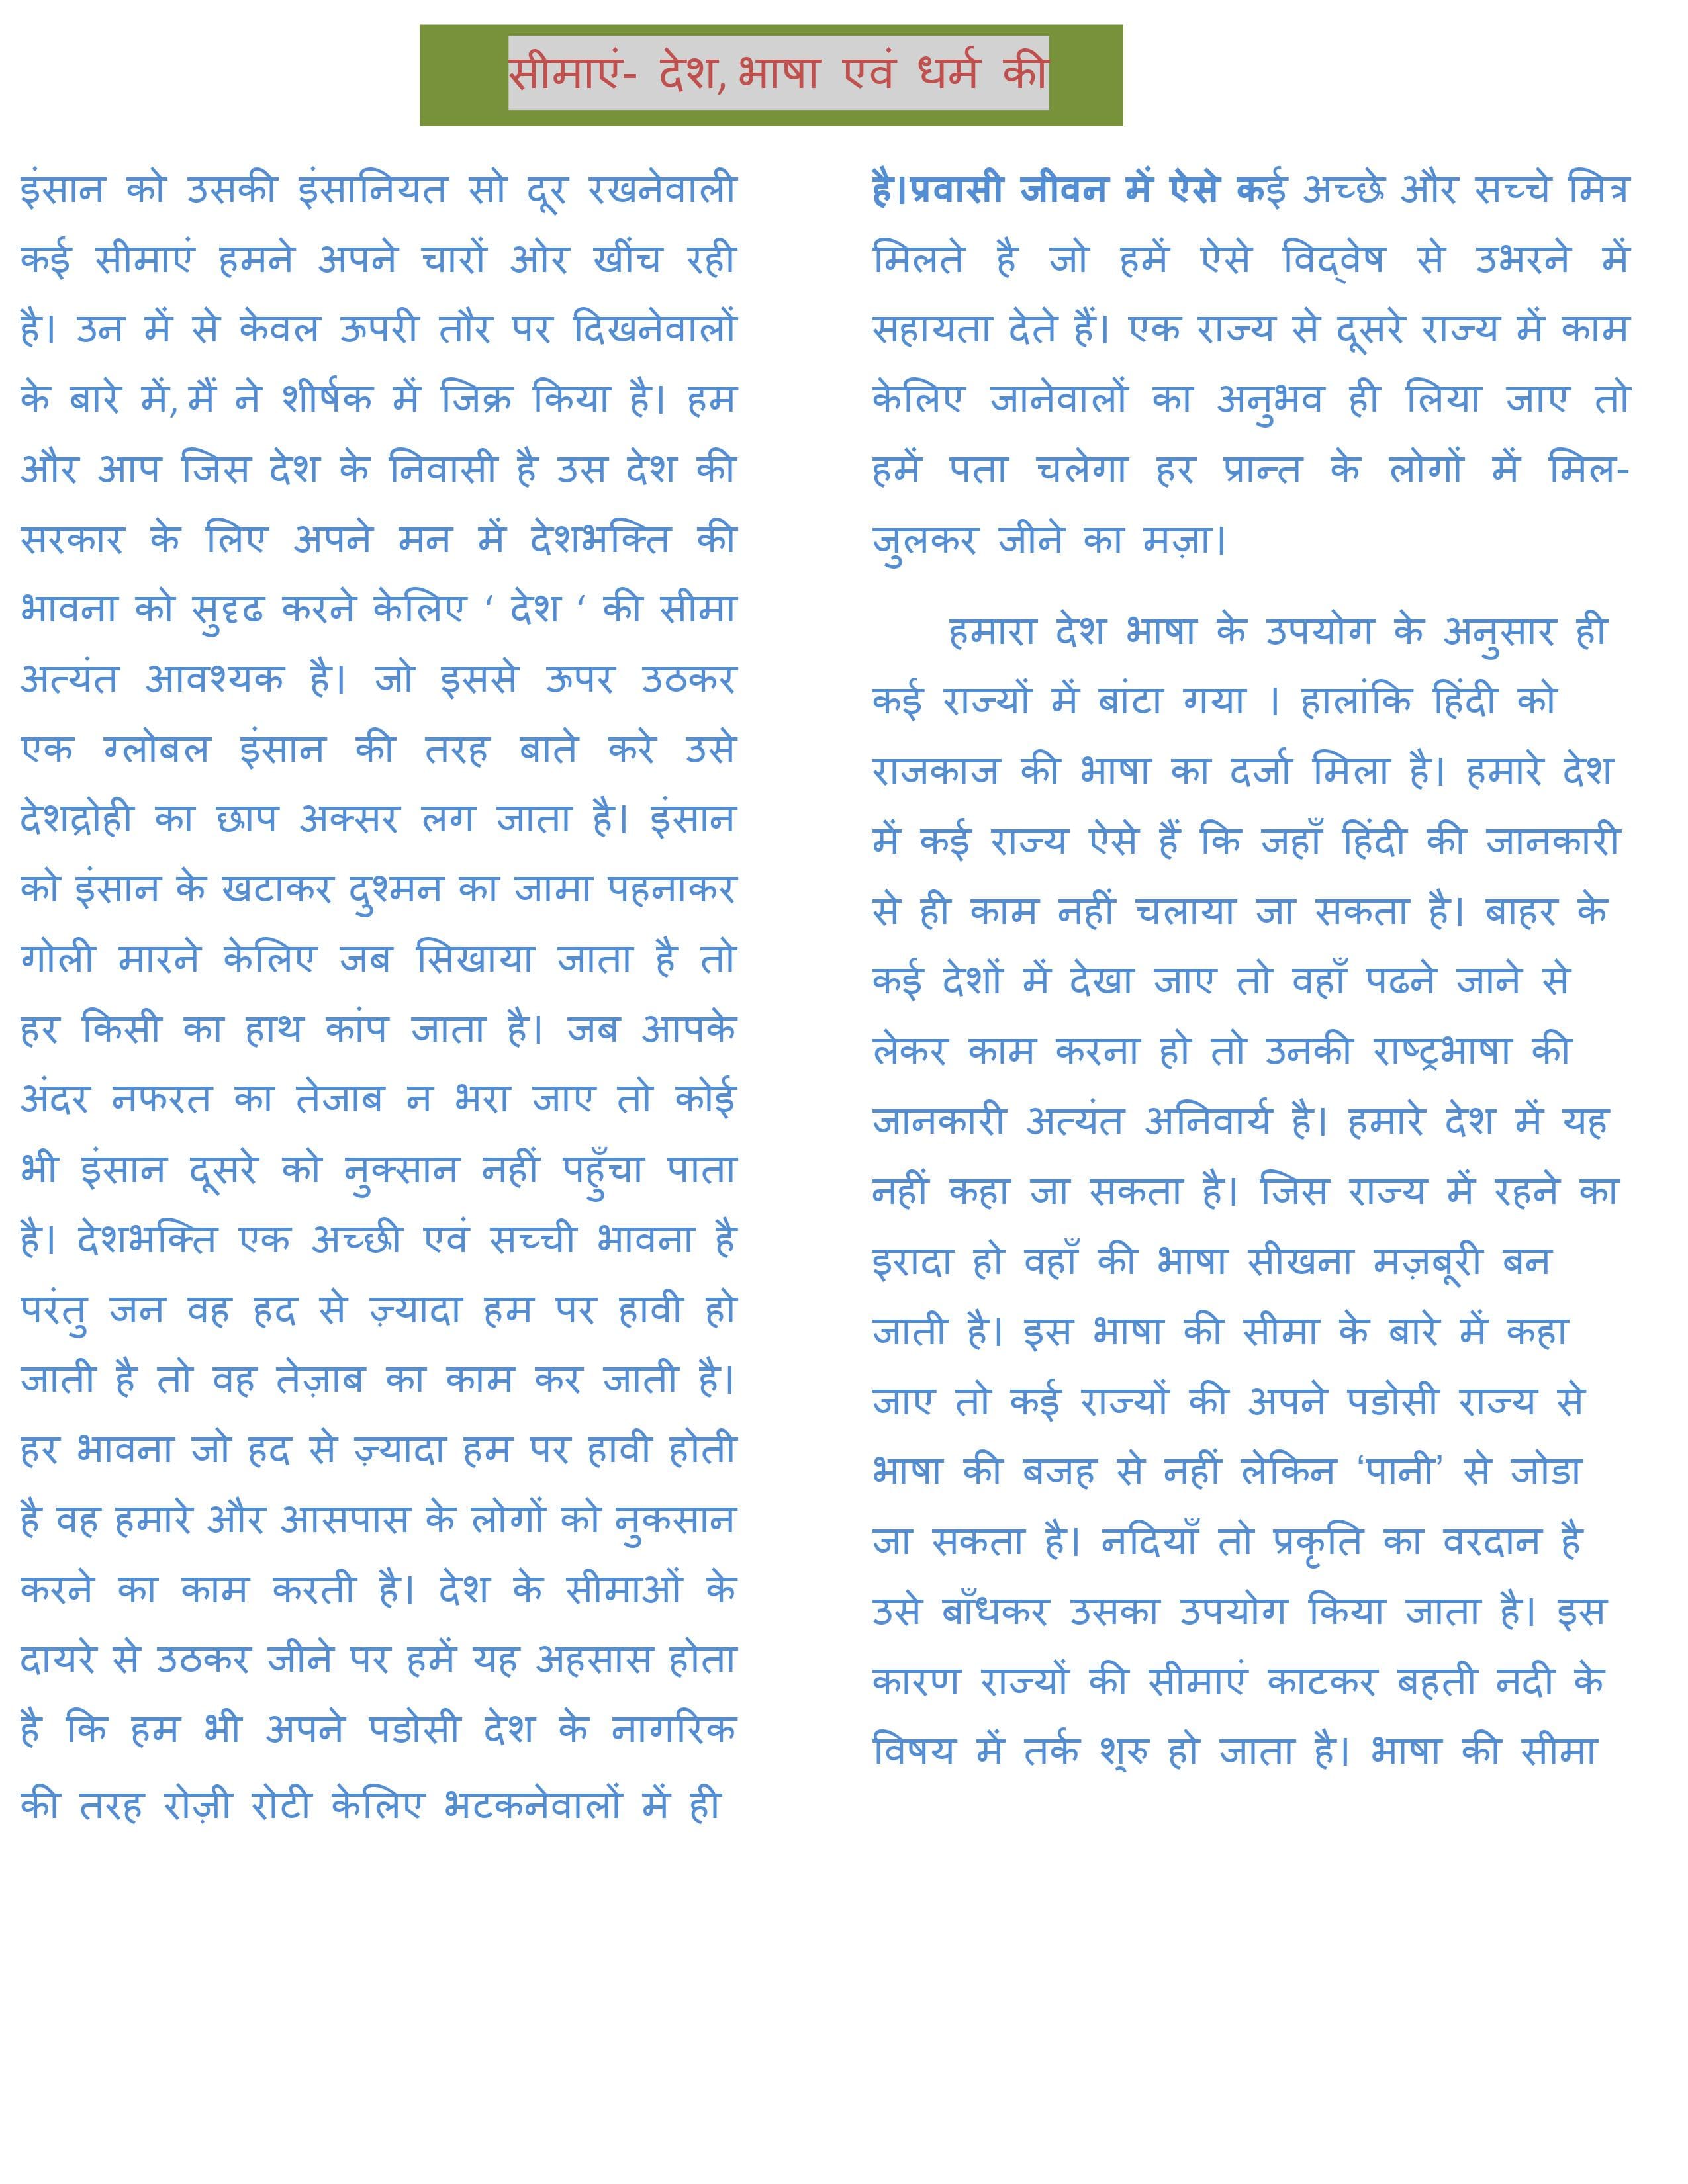 सीमाएं- देश, भाषा एवं धर्म की
इंसान को उसकी इंसानियत सो दूर रखनेवाली
कई सीमाएं हमने अपने चारों ओर खींच रही
है। उन में से केवल ऊपरी तौर पर दिखनेवालों
के बारे में, मैं ने शीर्षक में जिक्र किया है। हम
और आप जिस देश के निवासी है उस देश की
सरकार के लिए अपने मन में देशभक्ति की
भावना को सुदृढ करने केलिए ‘ देश ‘ की सीमा
अत्यंत आवश्यक है। जो इससे ऊपर उठकर
एक ग्लोबल इंसान की तरह बाते करे उसे
देशद्रोही का छाप अक्सर लग जाता है। इंसान
को इंसान के खटाकर दुश्मन का जामा पहनाकर
गोली मारने केलिए जब सिखाया जाता है तो
हर किसी का हाथ कांप जाता है। जब आपके
अंदर नफरत का तेजाब न भरा जाए तो कोई
भी इंसान दूसरे को नुक्सान नहीं पहुँचा पाता
है। देशभक्ति एक अच्छी एवं सच्ची भावना है
परंतु जन वह हद से ज़्यादा हम पर हावी हो
जाती है तो वह तेज़ाब का काम कर जाती है।
हर भावना जो हद से ज़्यादा हम पर हावी होती
है वह हमारे और आसपास के लोगों को नुकसान
करने का काम करती है। देश के सीमाओं के
दायरे से उठकर जीने पर हमें यह अहसास होता
है कि हम भी अपने पडोसी देश के नागरिक
की तरह रोज़ी रोटी केलिए भटकनेवालों में ही
है।प्रवासी जीवन में ऐसे कई अच्छे और सच्चे मित्र
मिलते है जो हमें ऐसे विद्‌वेष से उभरने में
सहायता देते हैं। एक राज्य से दूसरे राज्य में काम
केलिए जानेवालों का अनुभव ही लिया जाए तो
हमें पता चलेगा हर प्रान्त के लोगों में मिल-
जुलकर जीने का मज़ा।
हमारा देश भाषा के उपयोग के अनुसार ही
कई राज्यों में बांटा गया । हालांकि हिंदी को
राजकाज की भाषा का दर्जा मिला है। हमारे देश
में कई राज्य ऐसे हैं कि जहाँ हिंदी की जानकारी
से ही काम नहीं चलाया जा सकता है। बाहर के
कई देशों में देखा जाए तो वहाँ पढने जाने से
लेकर काम करना हो तो उनकी राष्ट्रभाषा की
जानकारी अत्यंत अनिवार्य है। हमारे देश में यह
नहीं कहा जा सकता है। जिस राज्य में रहने का
इरादा हो वहाँ की भाषा सीखना मज़बूरी बन
जाती है। इस भाषा की सीमा के बारे में कहा
जाए तो कई राज्यों की अपने पडोसी राज्य से
भाषा की बजह से नहीं लेकिन ‘पानी’ से जोडा
जा सकता है। नदियाँ तो प्रकृति का वरदान है
उसे बाँधकर उसका उपयोग किया जाता है। इस
कारण राज्यों की सीमाएं काटकर बहती नदी के
विषय में तर्क शुरु हो जाता है। भाषा की सीमा